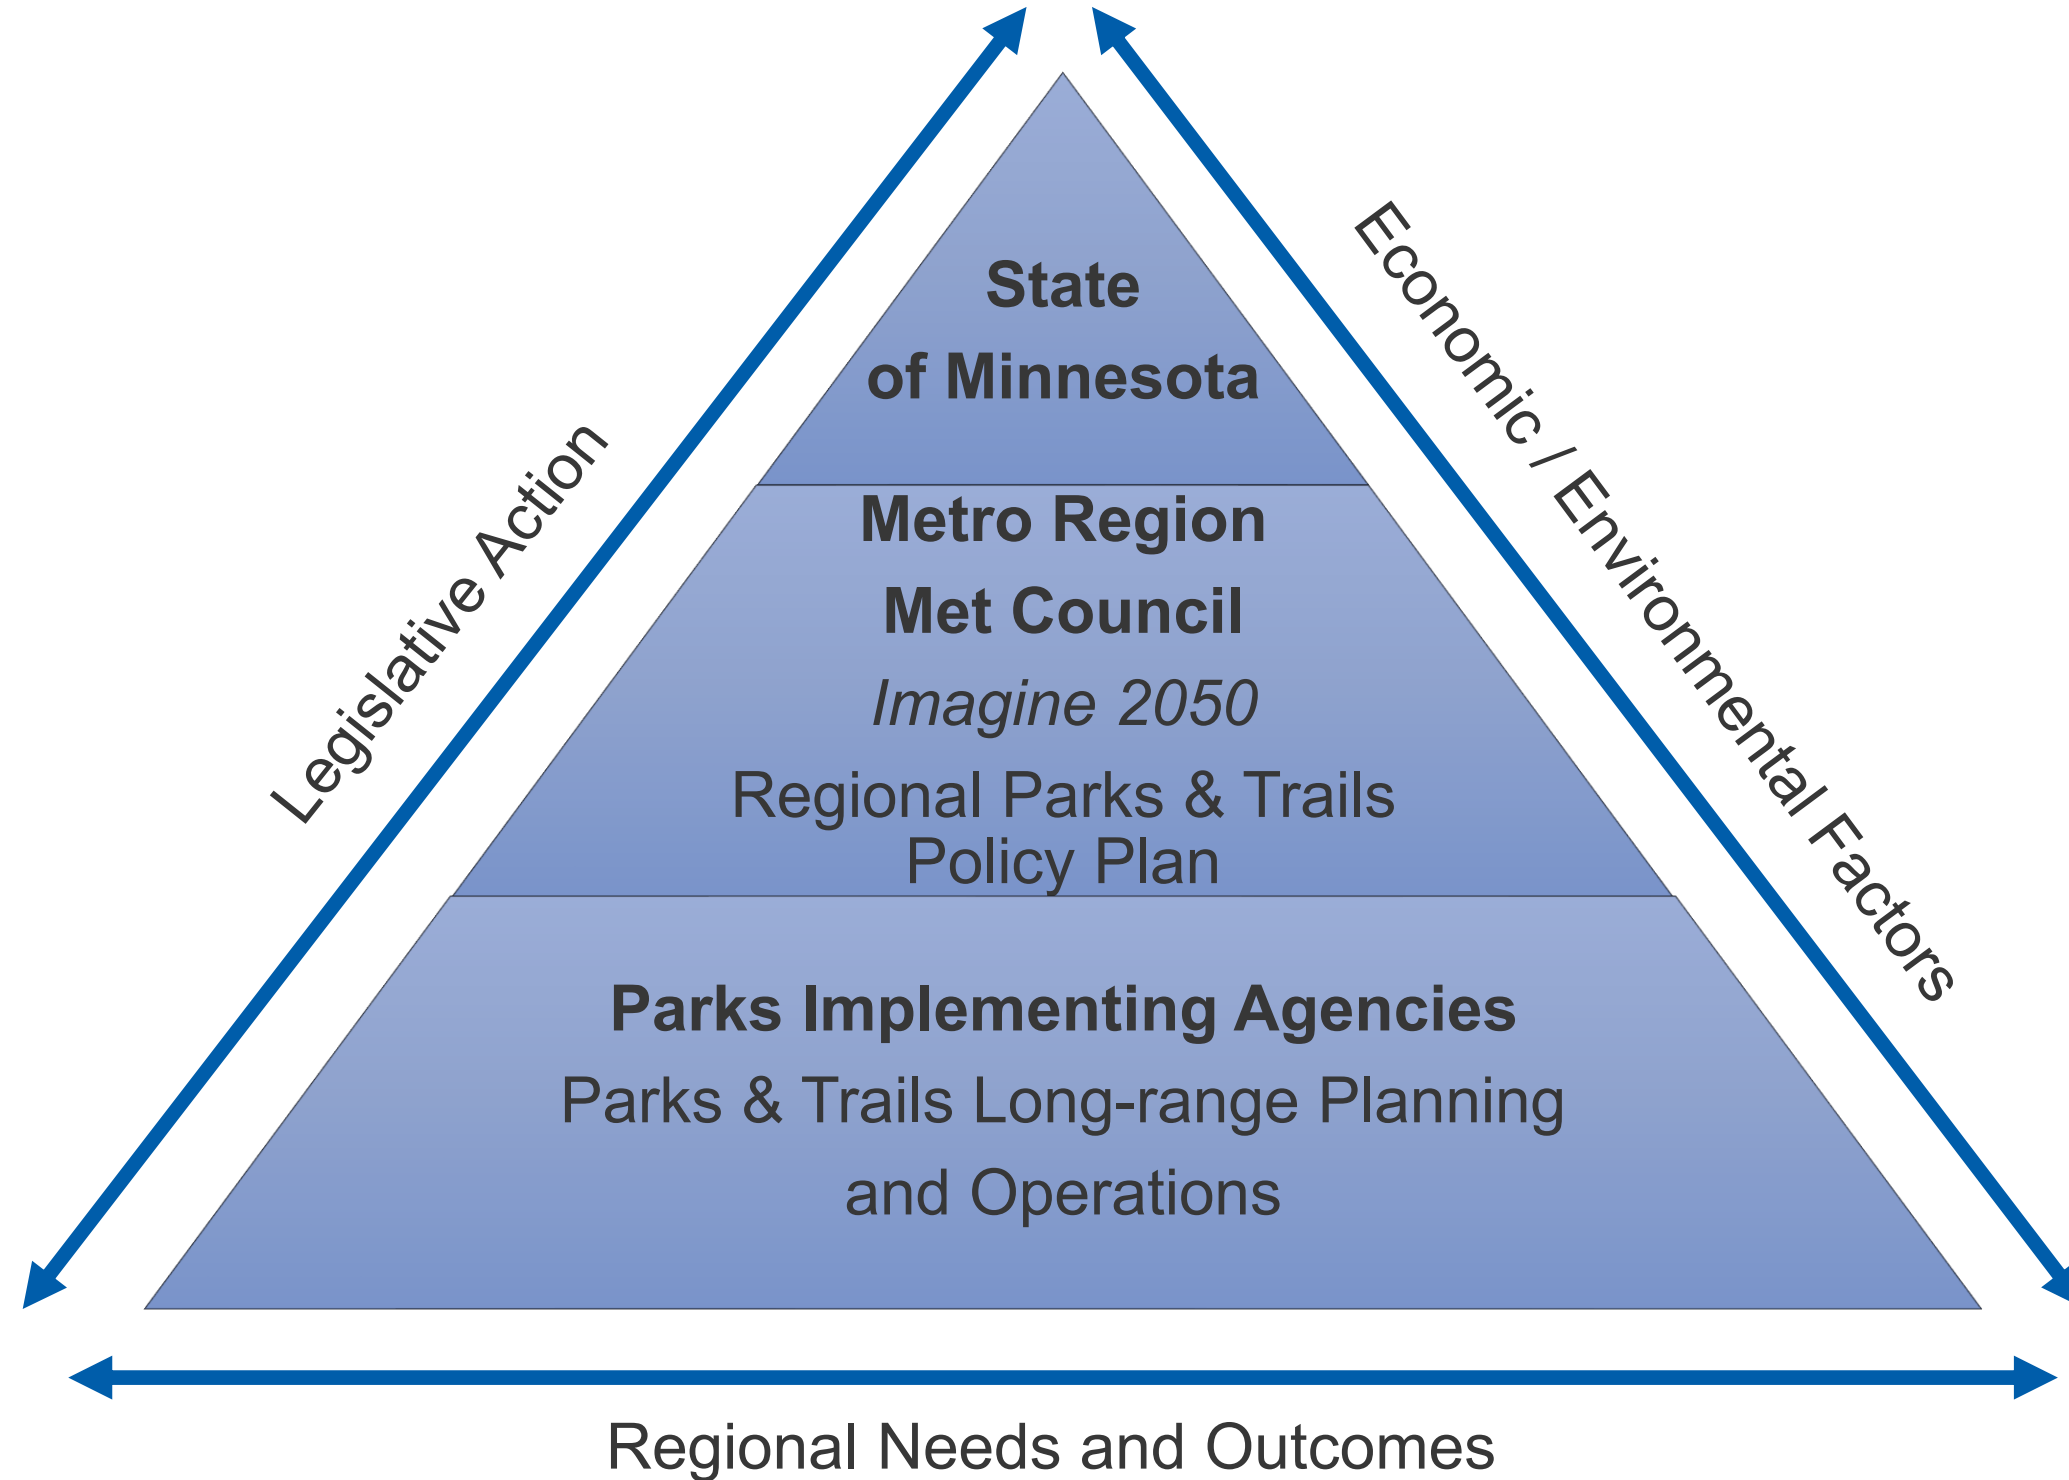 State
of Minnesota
Metro Region
Met Council
Imagine 2050
Regional Parks & Trails
Policy Plan
Parks Implementing Agencies
Parks & Trails Long-range Planning
and Operations
Legislative Action
Economic / Environmental Factors
Regional Needs and Outcomes